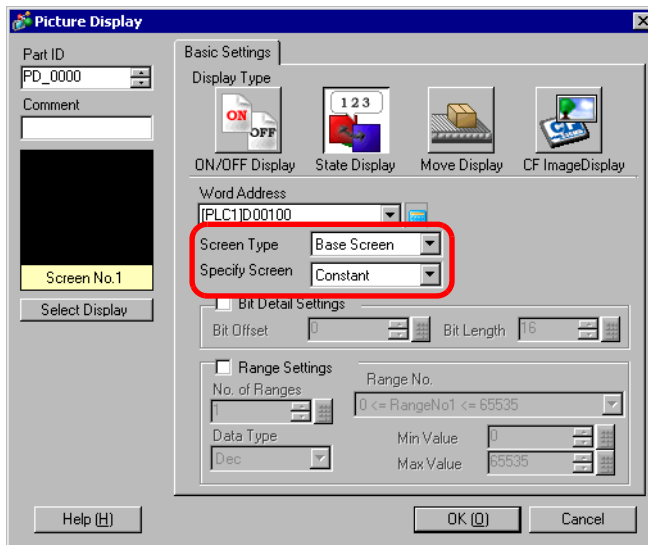 Picture Display
Part ID
PD_0000
Comment
Screen No.1
Select Display
Basic Settings
Display Type
ON OFF
123
ON/OFF Display State Display Move Display CF ImageDisplay
Word Address
[PLC1]D00100
Screen Type Base Screen
Specify Screen Constant
Bit Detail Settings
Bit Offset 0 Bit Length 16
Range Settings
No. of Ranges Range No.
1 0 <= RangeNo1 <= 65535
Data Type Min Value 0
Dec Max Value 65535
Help (H) OK (O) Cancel